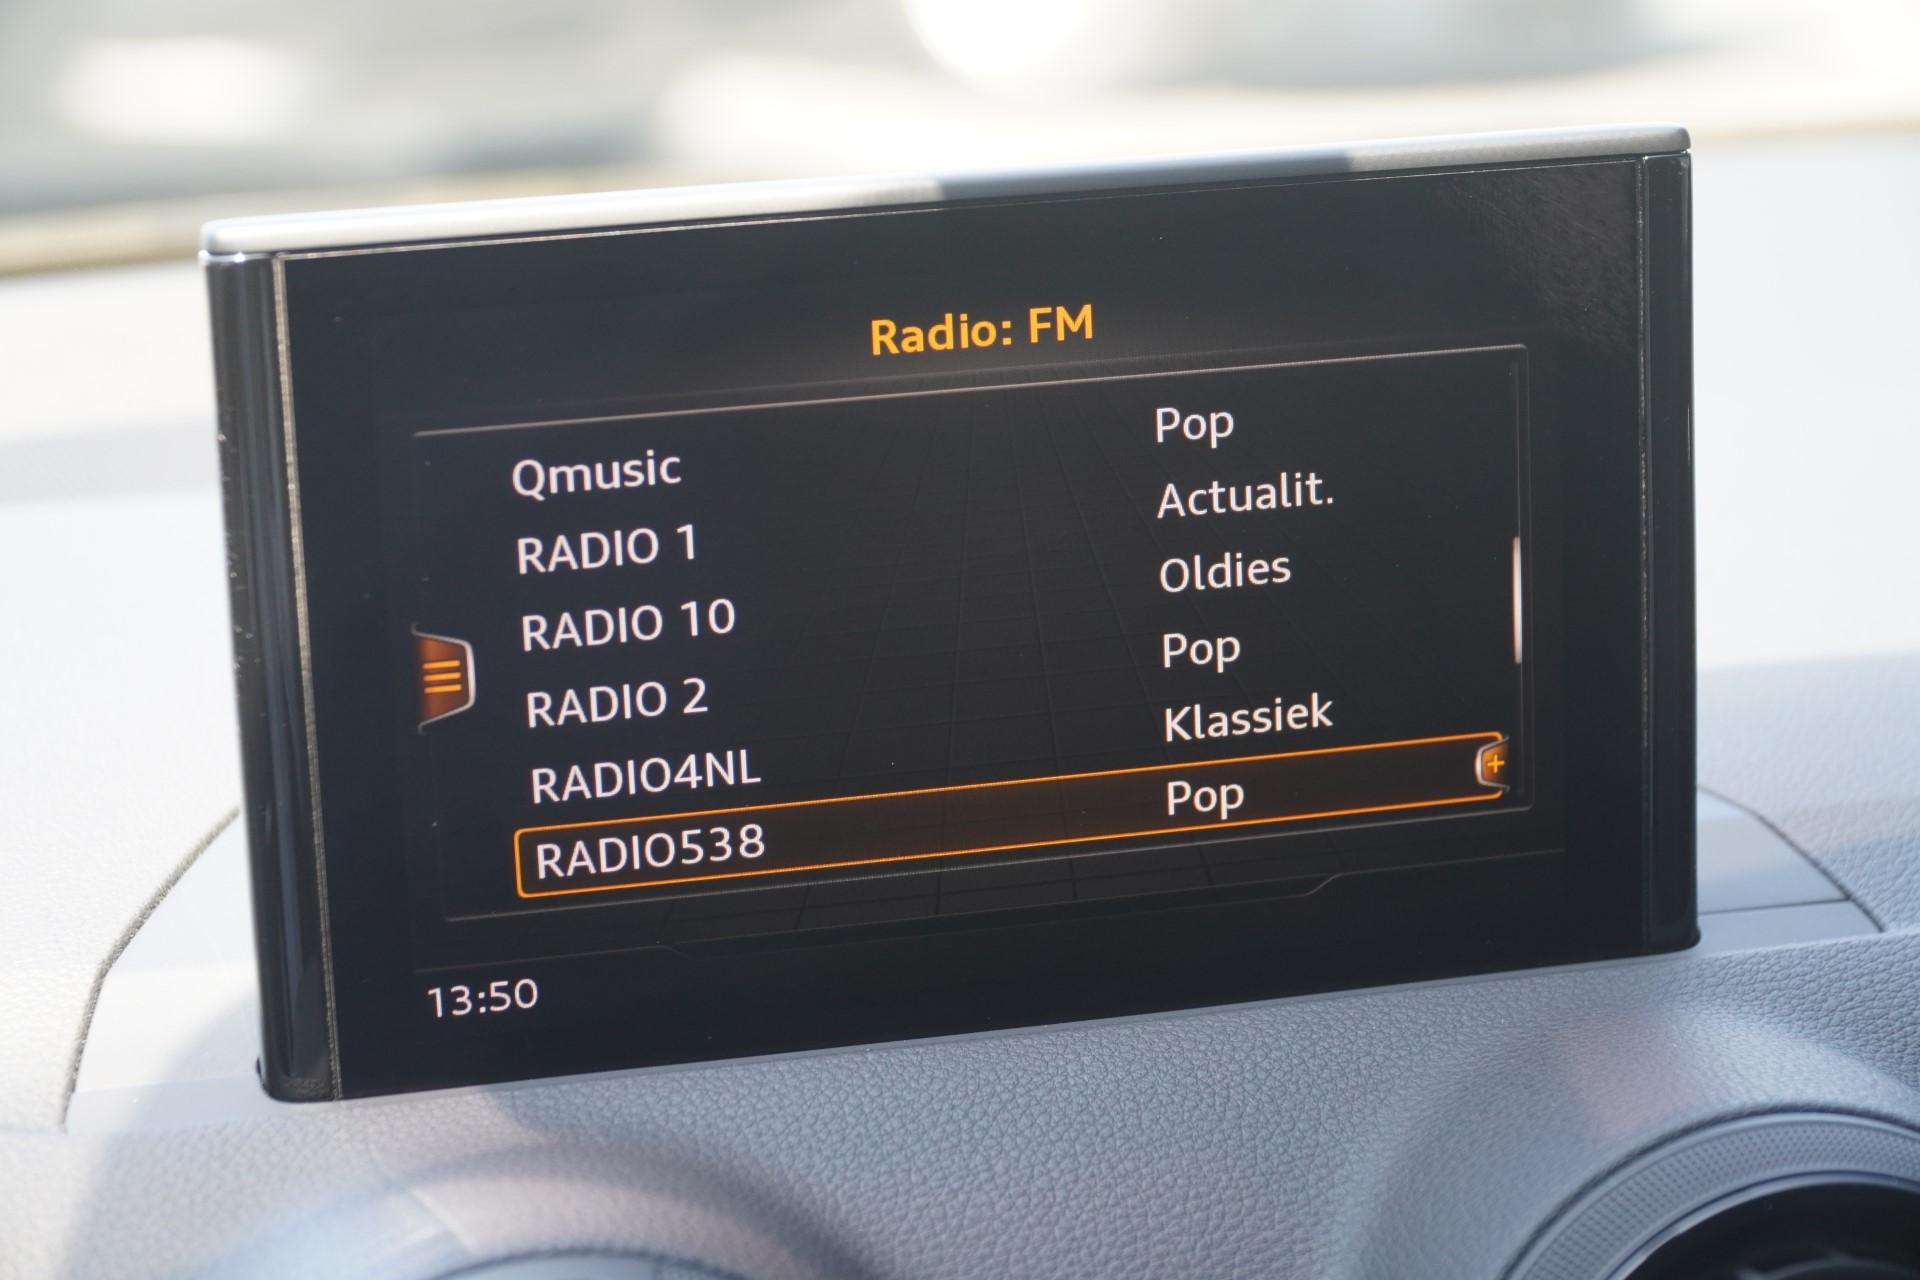 Radio: FM
Qmusic Pop
RADIO 1 Actualit.
RADIO 10 Oldies
RADIO 2 Pop
RADIO4NL Klassiek
RADIO538 Pop
13:50